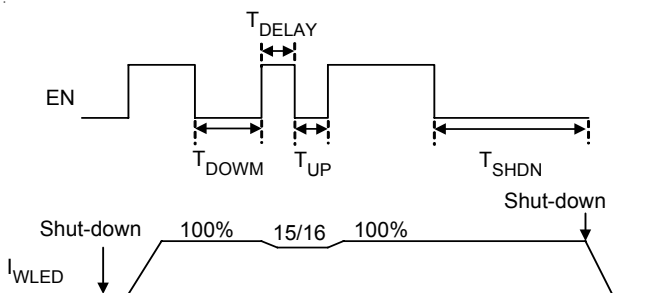 TDELAY
EN
TDOWM TUP TSHDN
Shut-down
Shut-down 100% 15/16 100%
IWLED